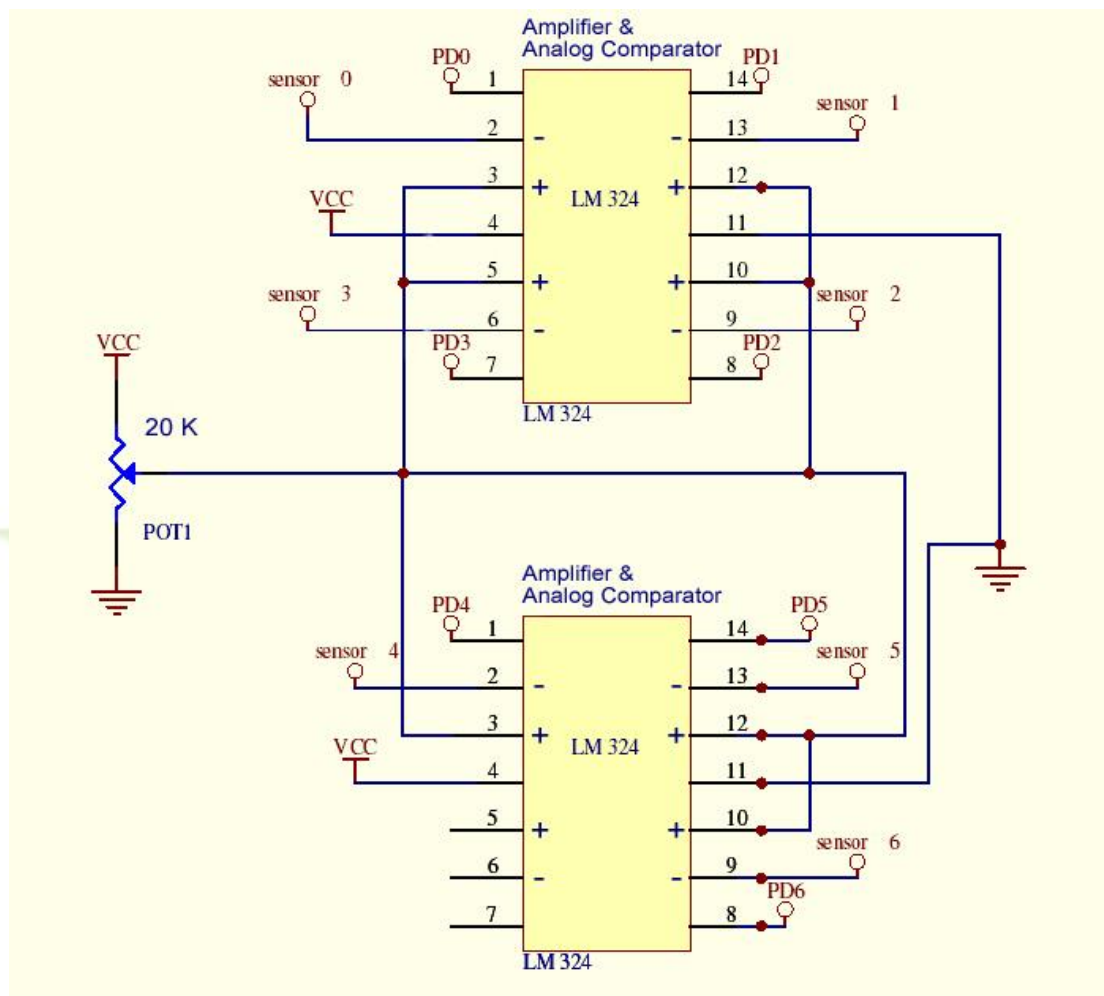 Amplifier &
Analog Comparator
PD0 1 14 PD1
sensor 0 2 - - 13 sensor 1
3 + + 12
LM 324
VCC 4 11
5 + + 10
sensor 3 6 - - 9 sensor 2
PD3 7 8 PD2
LM 324
VCC
20 K
POT1
Amplifier &
Analog Comparator
PD4 1 14 PD5
sensor 4 2 - - 13 sensor 5
3 + + 12
LM 324
VCC 4 11
5 + + 10
6 - - 9 sensor 6
7 8 PD6
LM 324